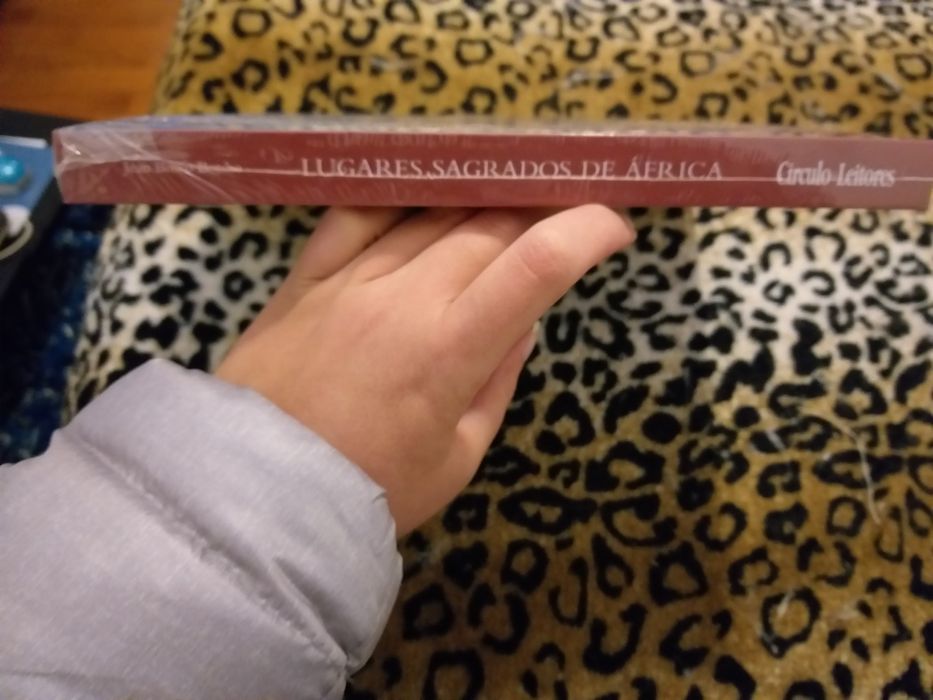 LUGARES SAGRADOS DE ÁFRICA
Círculo Leitores